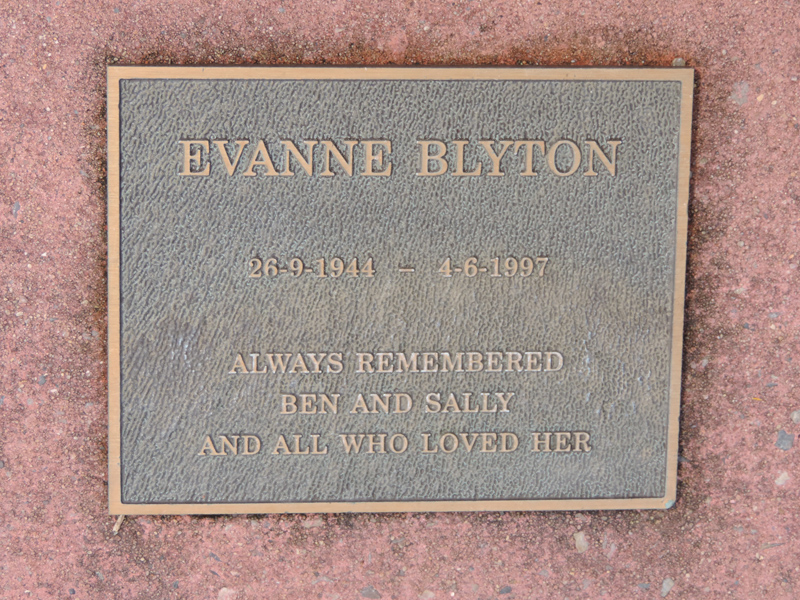 EVANNE BLYTON
26-9-1944 – 4-6-1997
ALWAYS REMEMBERED
BEN AND SALLY
AND ALL WHO LOVED HER